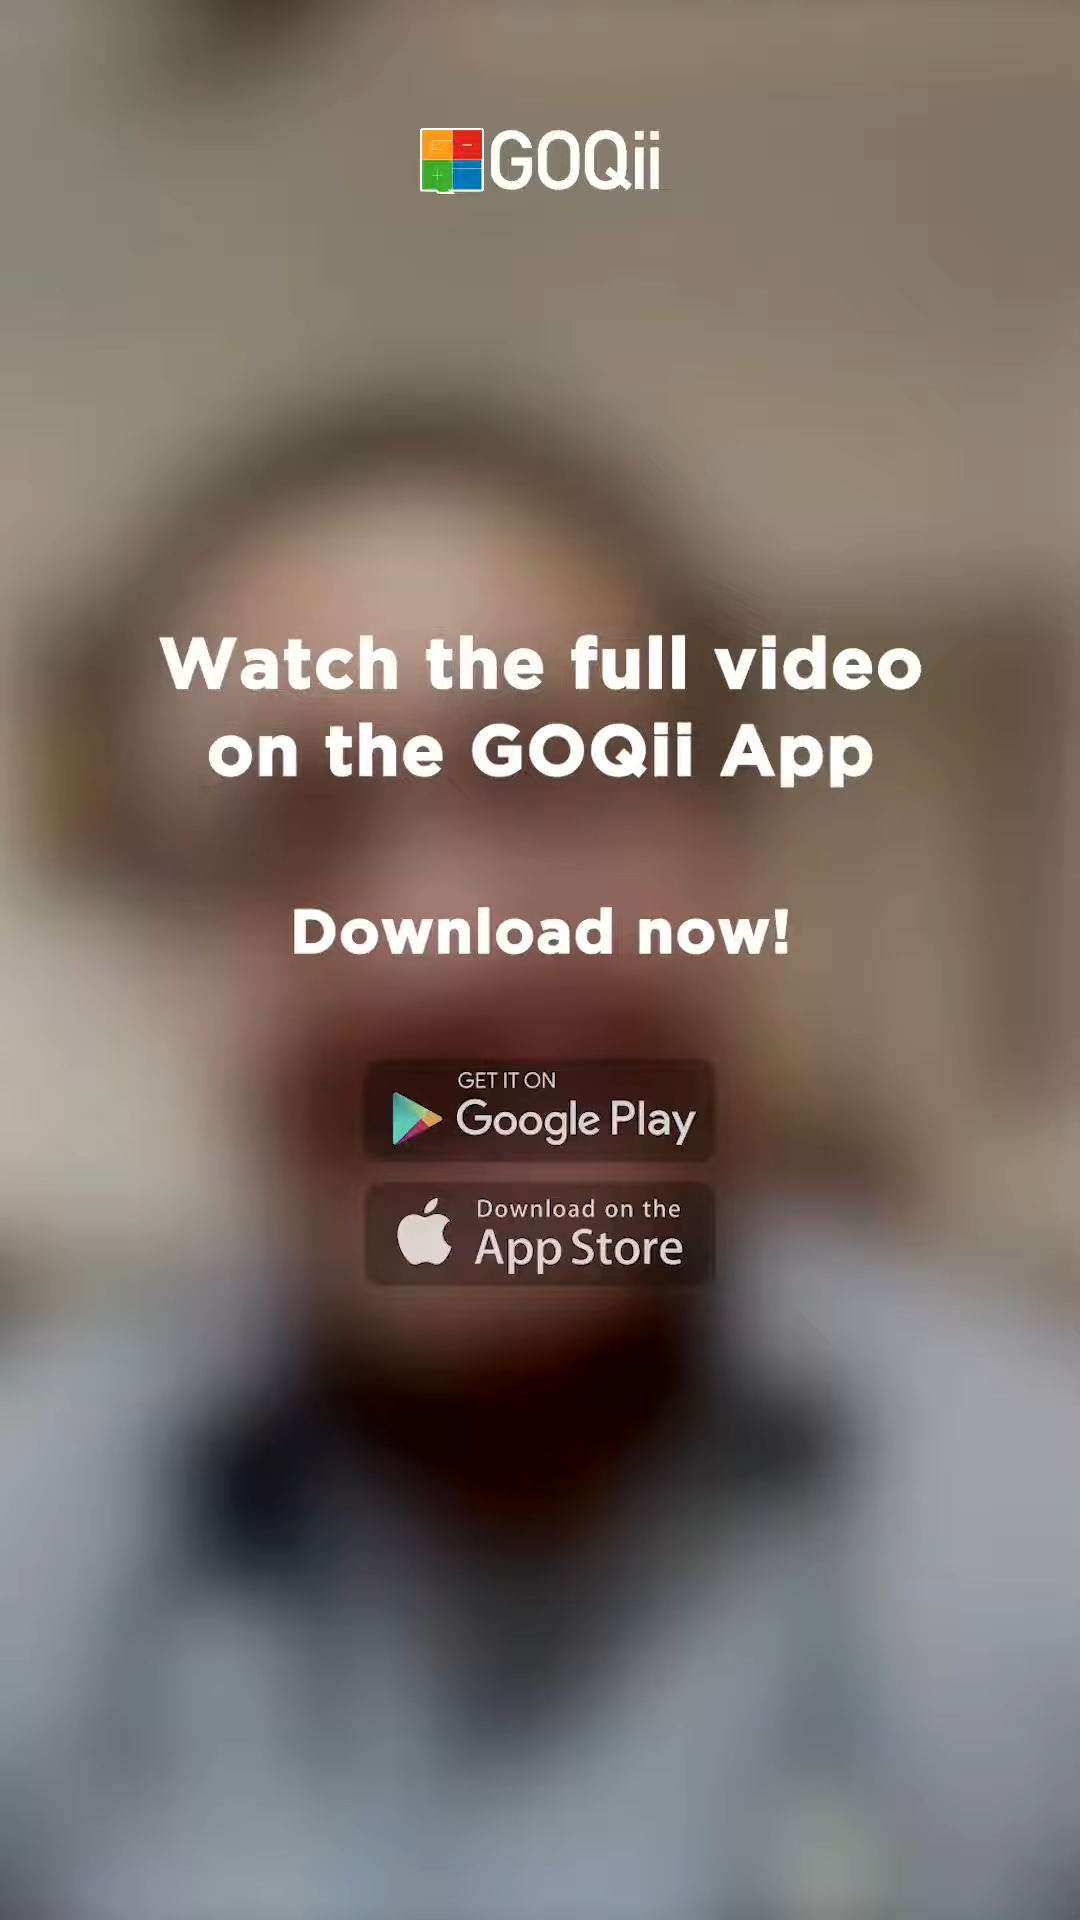 GOQii
Watch the full video
on the GOQii App
Download now!
GET IT ON
Google Play
Download on the
App Store